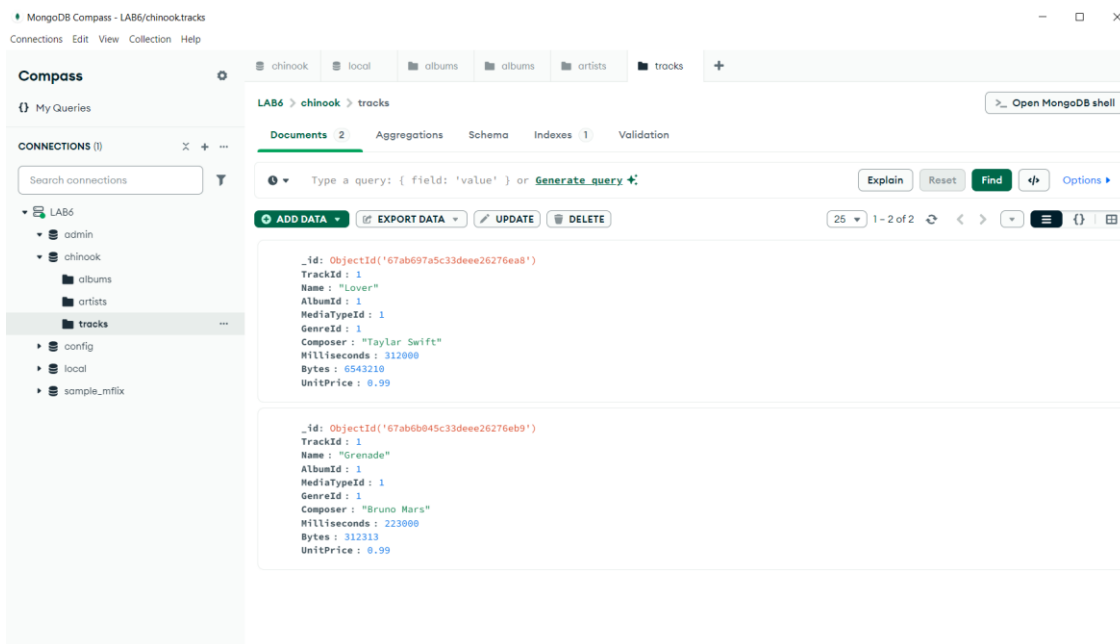 MongoDB Compass - LAB6/chinook.tracks
Connections Edit View Collection Help
Compass
{} My Queries
CONNECTIONS (1)
Search connections
LAB6
admin
chinook
albums
artists
tracks
config
local
sample_mflix
chinook local albums albums artists tracks
LAB6 > chinook > tracks
>_ Open MongoDB shell
Documents 2 Aggregations Schema Indexes 1 Validation
Type a query: { field: 'value' } or Generate query
Explain Reset Find </> Options
ADD DATA EXPORT DATA UPDATE DELETE
25 1 – 2 of 2 {}
_id: ObjectId('67ab697a5c33deee26276ea8')
TrackId : 1
Name : "Lover"
AlbumId : 1
MediaTypeId : 1
GenreId : 1
Composer : "Taylar Swift"
Milliseconds : 312000
Bytes : 6543210
UnitPrice : 0.99
_id: ObjectId('67ab6b045c33deee26276eb9')
TrackId : 1
Name : "Grenade"
AlbumId : 1
MediaTypeId : 1
GenreId : 1
Composer : "Bruno Mars"
Milliseconds : 223000
Bytes : 312313
UnitPrice : 0.99